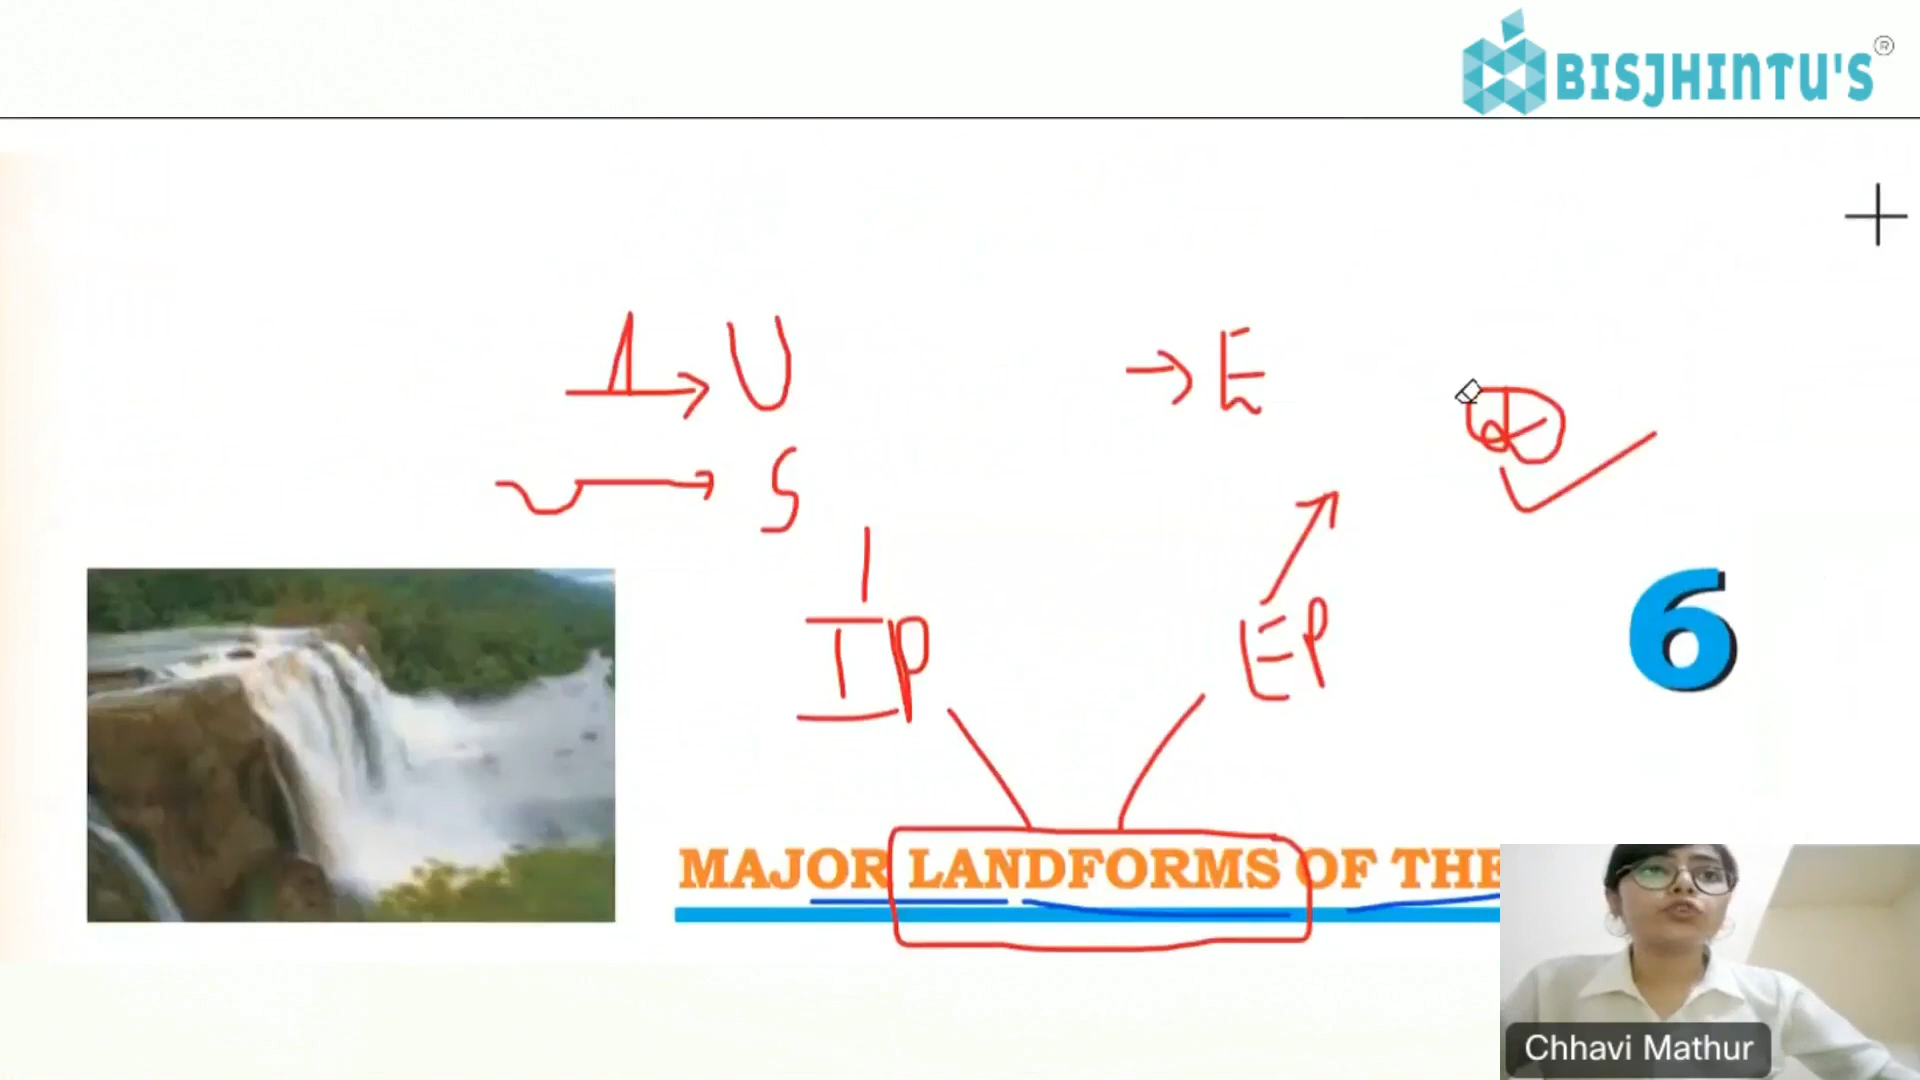 BISJHINTU'S®
U
E
S
IP
EP
6
MAJOR LANDFORMS OF THE
Chhavi Mathur